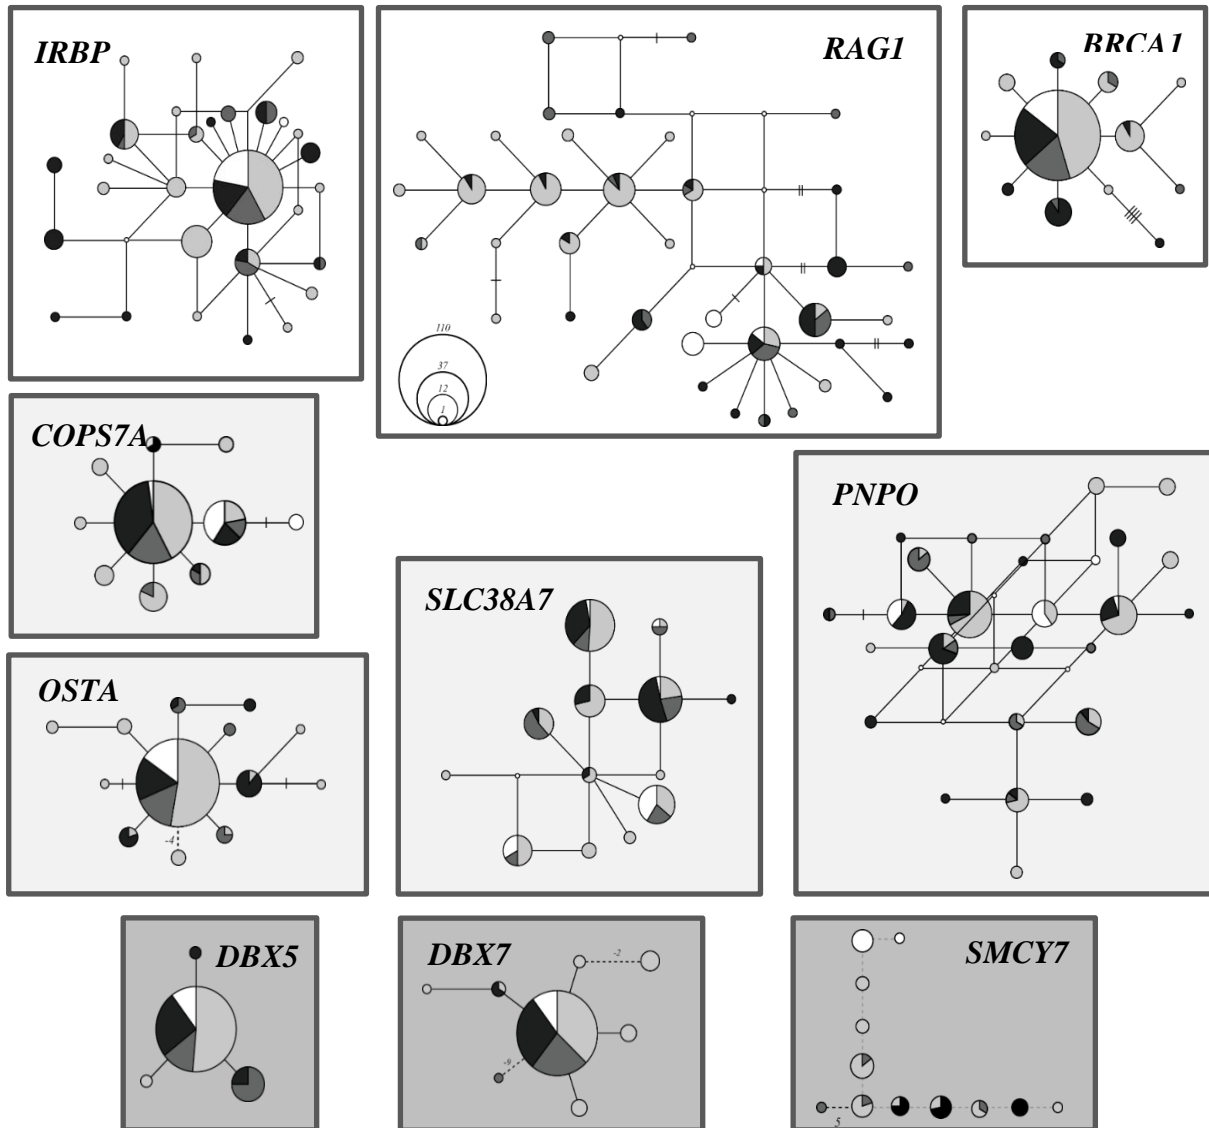 IRBP
RAG1
BRCA1
110
37
12
1
COPS7A
PNPO
SLC38A7
OSTA
-4
DBX5
DBX7
-2
-9
SMCY7
5